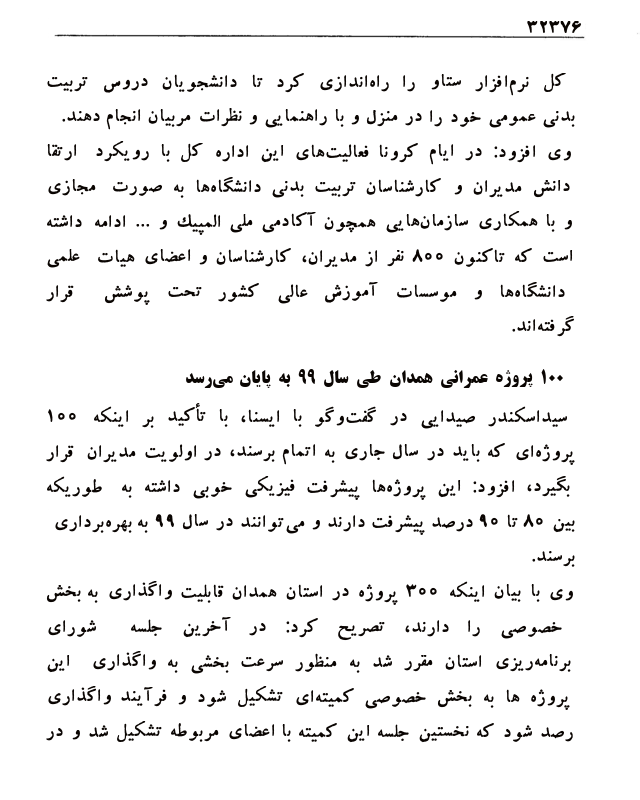 ۳۲۳۷۶
کل نرم‌افزار ستاو را راه‌اندازی کرد تا دانشجویان دروس تربیت
بدنی عمومی خود را در منزل و با راهنمایی و نظرات مربیان انجام دهند.
وی افزود: در ایام کرونا فعالیت‌های این اداره کل با رویکرد ارتقا
دانش مدیران و کارشناسان تربیت بدنی دانشگاه‌ها به صورت مجازی
و با همکاری سازمان‌هایی همچون آکادمی ملی المپیك و ... ادامه داشته
است که تاکنون ۸۰۰ نفر از مدیران، کارشناسان و اعضای هیات علمی
دانشگاه‌ها و موسسات آموزش عالی کشور تحت پوشش قرار
گرفته‌اند.
۱۰۰ پروژه عمرانی همدان طی سال ۹۹ به پایان می‌رسد
سیداسکندر صیدایی در گفت‌وگو با ایسنا، با تأکید بر اینکه ۱۰۰
پروژه‌ای که باید در سال جاری به اتمام برسند، در اولویت مدیران قرار
بگیرد، افزود: این پروژه‌ها پیشرفت فیزیکی خوبی داشته به طوریکه
بین ۸۰ تا ۹۰ درصد پیشرفت دارند و می‌توانند در سال ۹۹ به بهره‌برداری
برسند.
وی با بیان اینکه ۳۰۰ پروژه در استان همدان قابلیت واگذاری به بخش
خصوصی را دارند، تصریح کرد: در آخرین جلسه شورای
برنامه‌ریزی استان مقرر شد به منظور سرعت بخشی به واگذاری این
پروژه ها به بخش خصوصی کمیته‌ای تشکیل شود و فرآیند واگذاری
رصد شود که نخستین جلسه این کمیته با اعضای مربوطه تشکیل شد و در